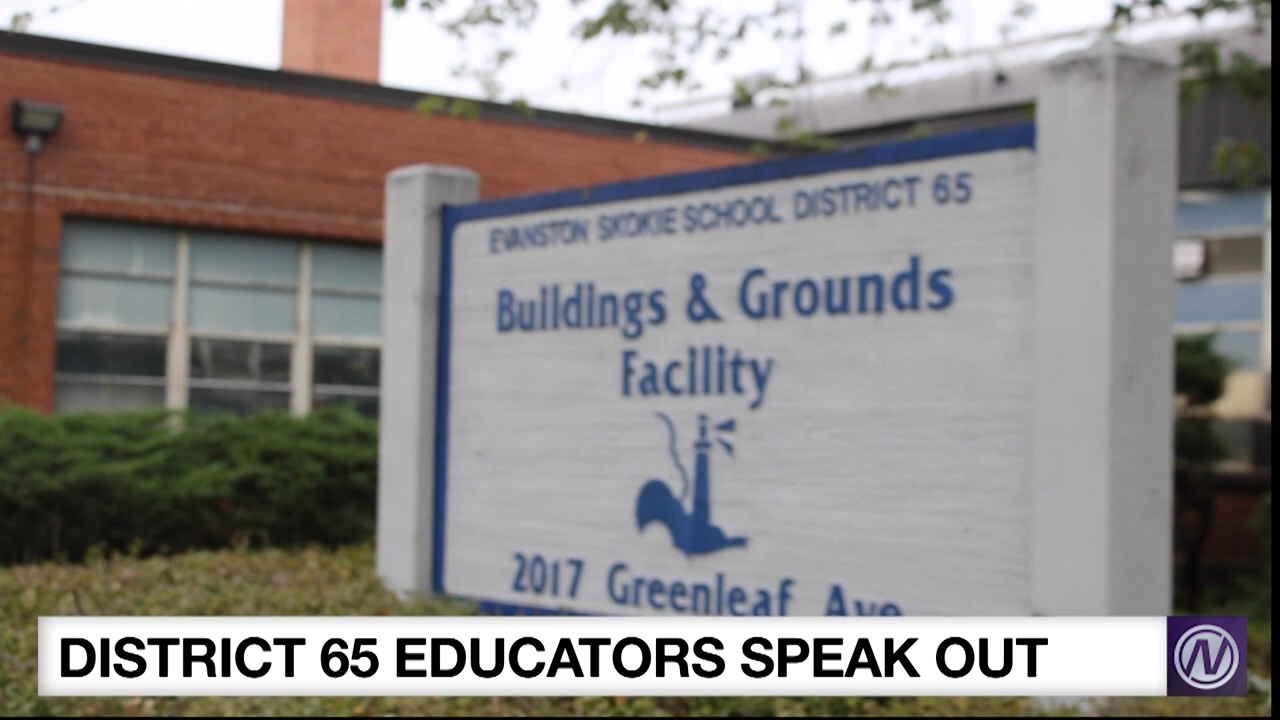 EVANSTON SKOKIE SCHOOL DISTRICT 65
Buildings & Grounds
Facility
2017 Greenleaf Ave
DISTRICT 65 EDUCATORS SPEAK OUT
N